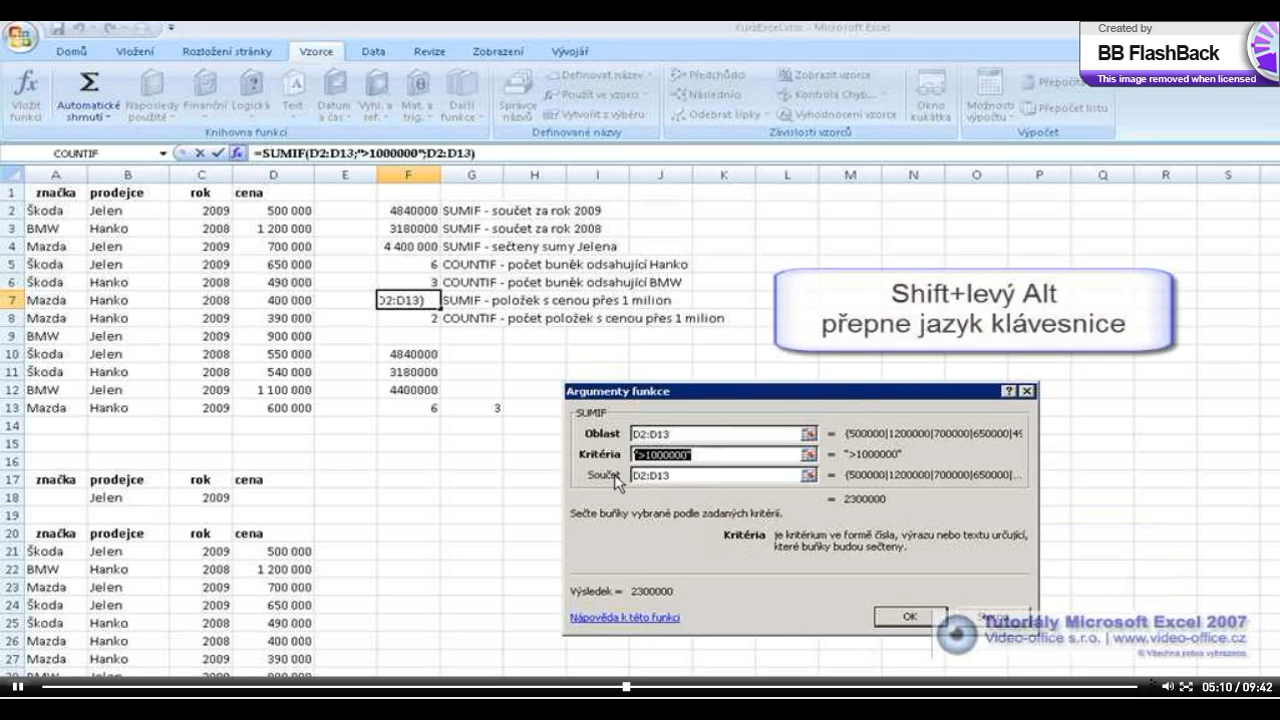 KurzExcel.xlsx - Microsoft Excel
Created by
BB FlashBack
This image removed when licensed
Domů Vložení Rozložení stránky Vzorce Data Revize Zobrazení Vývojář
Vložit funkci
Automatické shrnutí
Naposledy použité
Finanční
Logická
Text
Datum a čas
Vyhl. a ref.
Mat. a trig.
Další funkce
Správce názvů
Definovat název
Použít ve vzorci
Vytvořit z výběru
Předchůdci
Následníci
Odebrat šipky
Zobrazit vzorce
Kontrola chyb...
Vyhodnocení vzorce
Okno kukátka
Možnosti výpočtu
Přepočítat listu
Knihovna funkcí Definované názvy Závislosti vzorců Výpočet
COUNTIF =SUMIF(D2:D13;">1000000";D2:D13)
A B C D E F G H I J K L M N O P Q R S
1 značka prodejce rok cena
2 Škoda Jelen 2009 500 000 4840000 SUMIF - součet za rok 2009
3 BMW Hanko 2008 1 200 000 3180000 SUMIF - součet za rok 2008
4 Mazda Jelen 2009 700 000 4 400 000 SUMIF - sečteny sumy Jelena
5 Škoda Jelen 2009 650 000 6 COUNTIF - počet buněk odsahující Hanko
6 Škoda Hanko 2008 490 000 3 COUNTIF - počet buněk odsahující BMW
7 Mazda Hanko 2008 400 000 D2:D13) SUMIF - položek s cenou přes 1 milion
8 Mazda Hanko 2008 390 000 2 COUNTIF - počet položek s cenou přes 1 milion
9 BMW Jelen 2009 900 000
10 Škoda Jelen 2008 550 000 4840000
11 Škoda Hanko 2008 540 000 3180000
12 BMW Jelen 2009 1 100 000 4400000
13 Mazda Hanko 2009 600 000 6 3
14
15
16
17 značka prodejce rok cena
18 Jelen 2009
19
20 značka prodejce rok cena
21 Škoda Jelen 2009 500 000
22 BMW Hanko 2008 1 200 000
23 Mazda Jelen 2009 700 000
24 Škoda Jelen 2009 650 000
25 Škoda Hanko 2008 490 000
26 Mazda Hanko 2008 400 000
27 Mazda Hanko 2009 390 000
Shift+levý Alt
přepne jazyk klávesnice
Argumenty funkce
SUMIF
Oblast D2:D13 = {500000|1200000|700000|650000|49
Kritéria ">1000000" = ">1000000"
Součet D2:D13 = {500000|1200000|700000|650000|...
= 2300000
Sečte buňky vybrané podle zadaných kritérií.
Kritéria je kritérium ve formě čísla, výrazu nebo textu určující,
které buňky budou sečteny.
Výsledek = 2300000
Nápověda k této funkci
OK
Tutoriály Microsoft Excel 2007
Video-office s.r.o. | www.video-office.cz
© Všechna práva vyhrazena
05:10 / 09:42